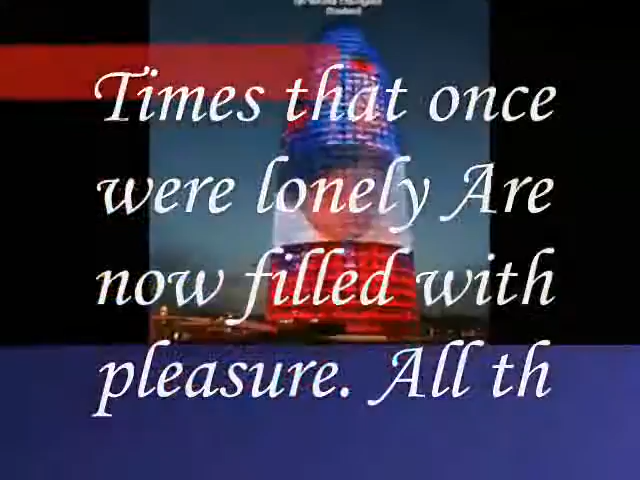 Times that once
were lonely Are
now filled with
pleasure. All th